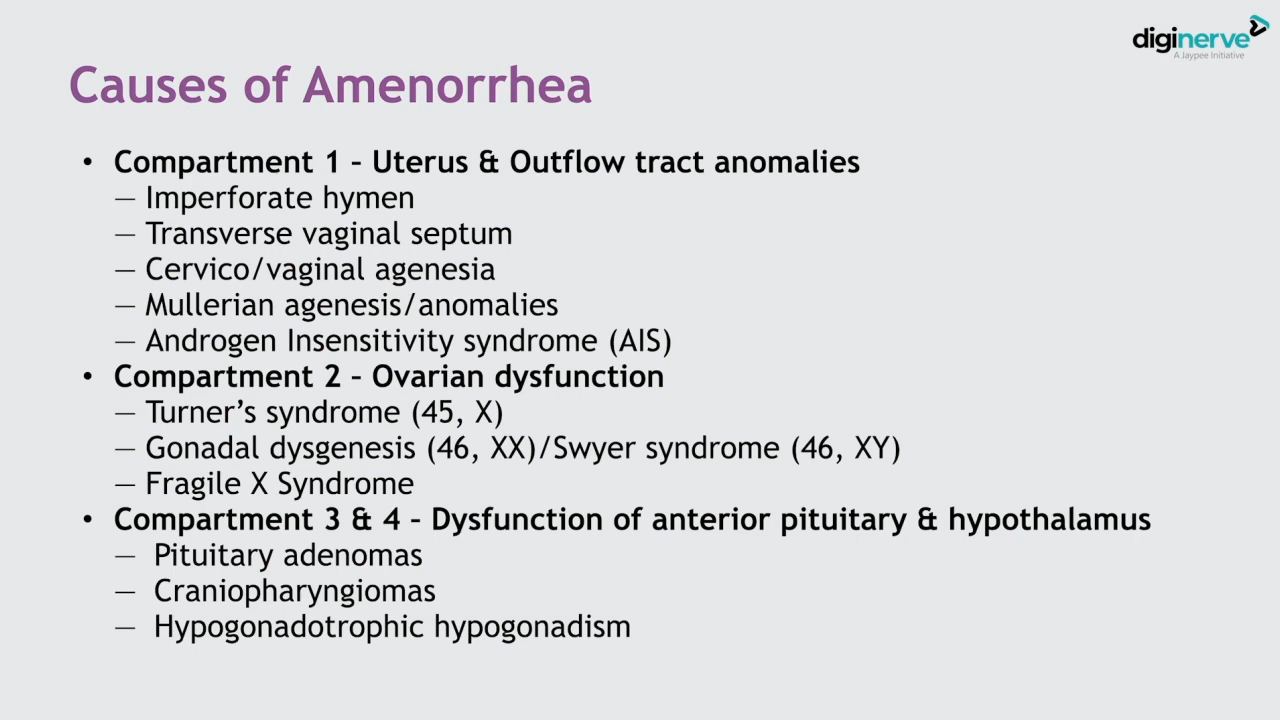 diginerve
A Jaypee Initiative
Causes of Amenorrhea
• Compartment 1 – Uterus & Outflow tract anomalies
— Imperforate hymen
— Transverse vaginal septum
— Cervico/vaginal agenesia
— Mullerian agenesis/anomalies
— Androgen Insensitivity syndrome (AIS)
• Compartment 2 – Ovarian dysfunction
— Turner’s syndrome (45, X)
— Gonadal dysgenesis (46, XX)/Swyer syndrome (46, XY)
— Fragile X Syndrome
• Compartment 3 & 4 – Dysfunction of anterior pituitary & hypothalamus
— Pituitary adenomas
— Craniopharyngiomas
— Hypogonadotrophic hypogonadism